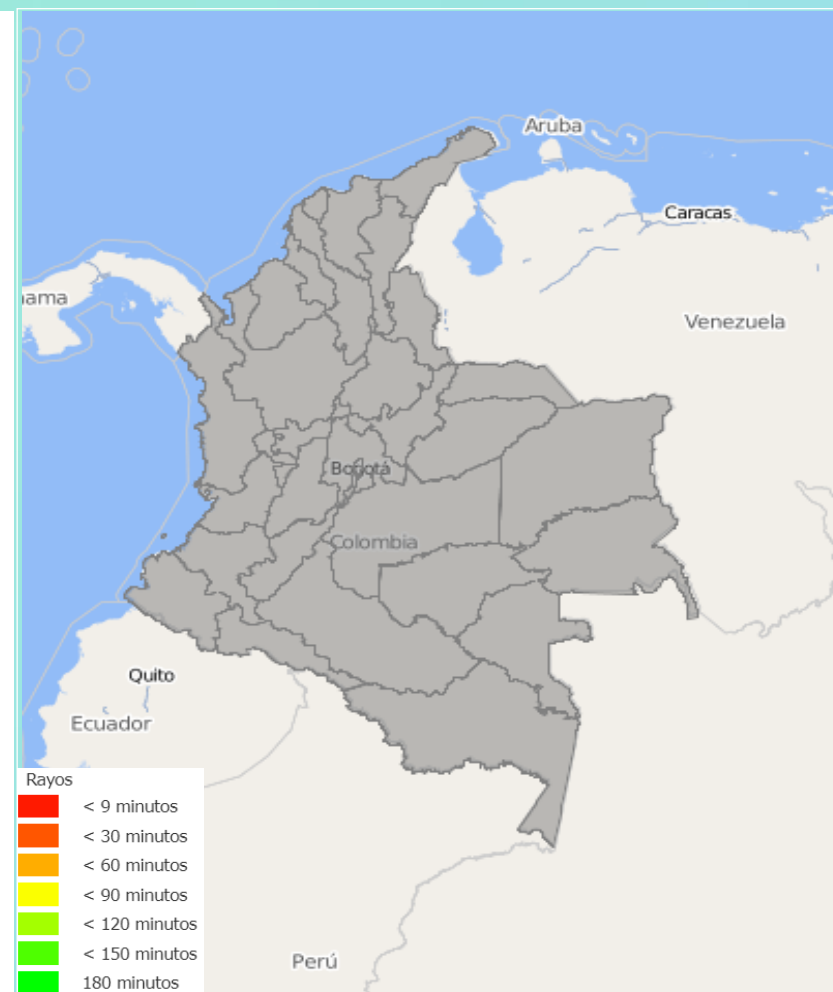 Aruba
Caracas
ama
Venezuela
Bogotá
Colombia
Quito
Ecuador
Rayos
< 9 minutos
< 30 minutos
< 60 minutos
< 90 minutos
< 120 minutos
< 150 minutos
180 minutos
Perú